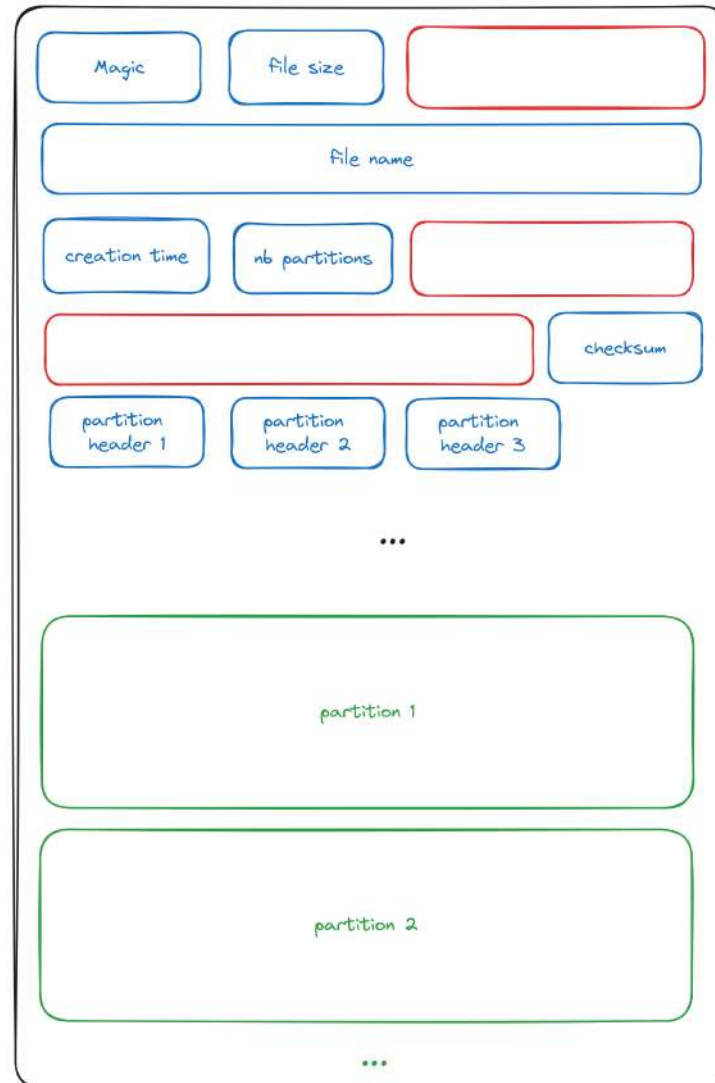 Magic
file size
file name
creation time
nb partitions
checksum
partition
header 1
partition
header 2
partition
header 3
...
partition 1
partition 2
...